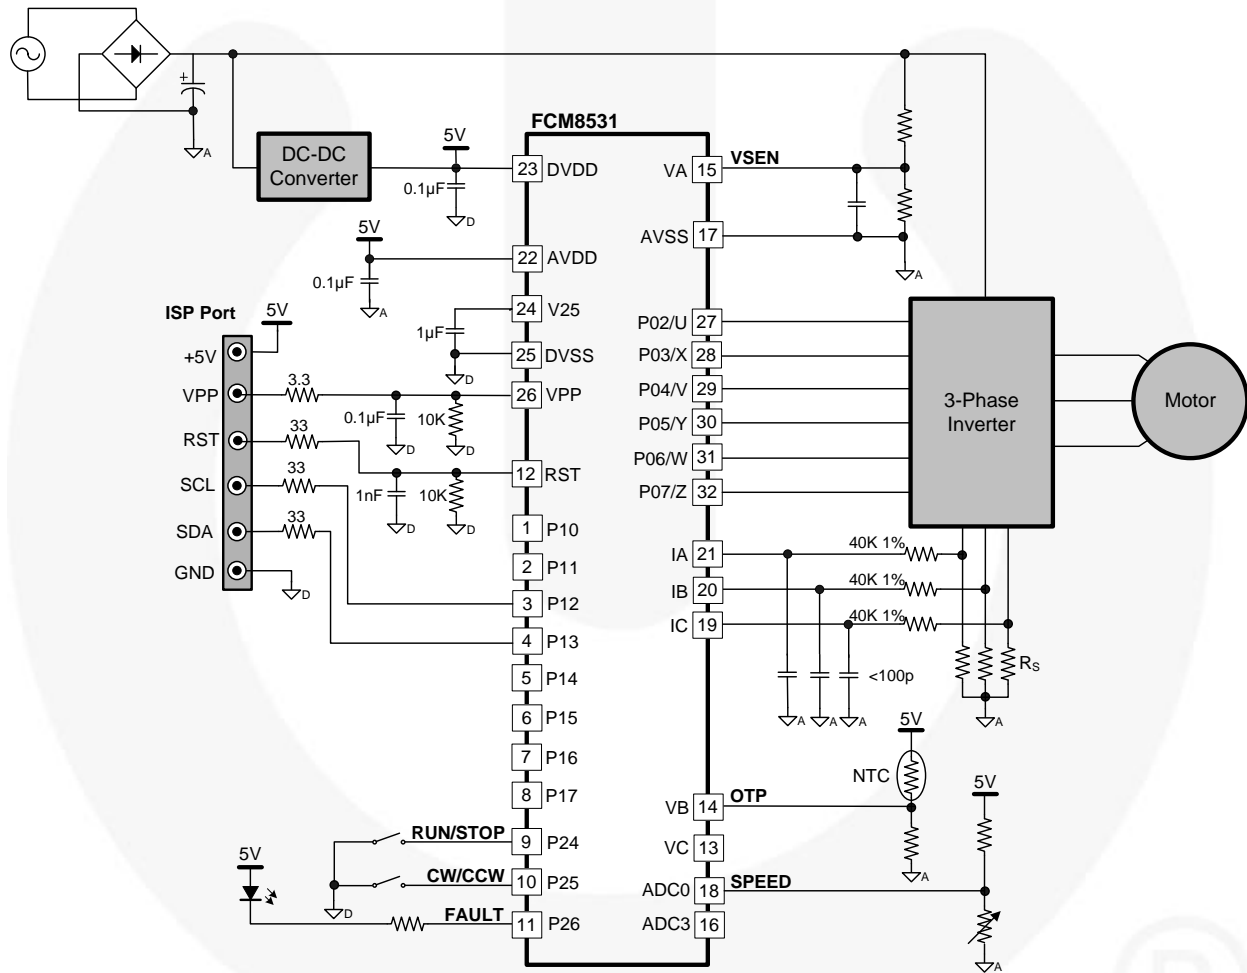 FCM8531
DC-DC
Converter
5V
0.1µF
D
A
23 DVDD
5V
0.1µF
A
22 AVDD
24 V25
1µF
25 DVSS
D
ISP Port
5V
+5V
VPP
3.3
0.1µF
10K
D
D
26 VPP
RST
33
1nF
10K
D
D
12 RST
SCL
33
SDA
33
GND
D
1 P10
2 P11
3 P12
4 P13
5 P14
6 P15
7 P16
8 P17
RUN/STOP
9 P24
CW/CCW
10 P25
D
5V
FAULT
11 P26
VA 15
VSEN
AVSS 17
A
P02/U 27
P03/X 28
P04/V 29
P05/Y 30
P06/W 31
P07/Z 32
3-Phase
Inverter
Motor
IA 21
40K 1%
IB 20
40K 1%
IC 19
40K 1%
<100p
A
A
A
RS
A
5V
NTC
VB 14
OTP
A
VC 13
5V
ADC0 18
SPEED
ADC3 16
A
R